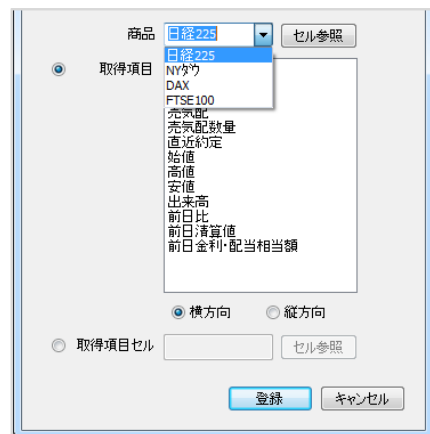 商品 日経225 セル参照
日経225
取得項目 NYダウ
DAX
FTSE100
売気配
売気配数量
直近約定
始値
高値
安値
出来高
前日比
前日清算値
前日金利・配当相当額
横方向 縦方向
取得項目セル セル参照
登録 キャンセル